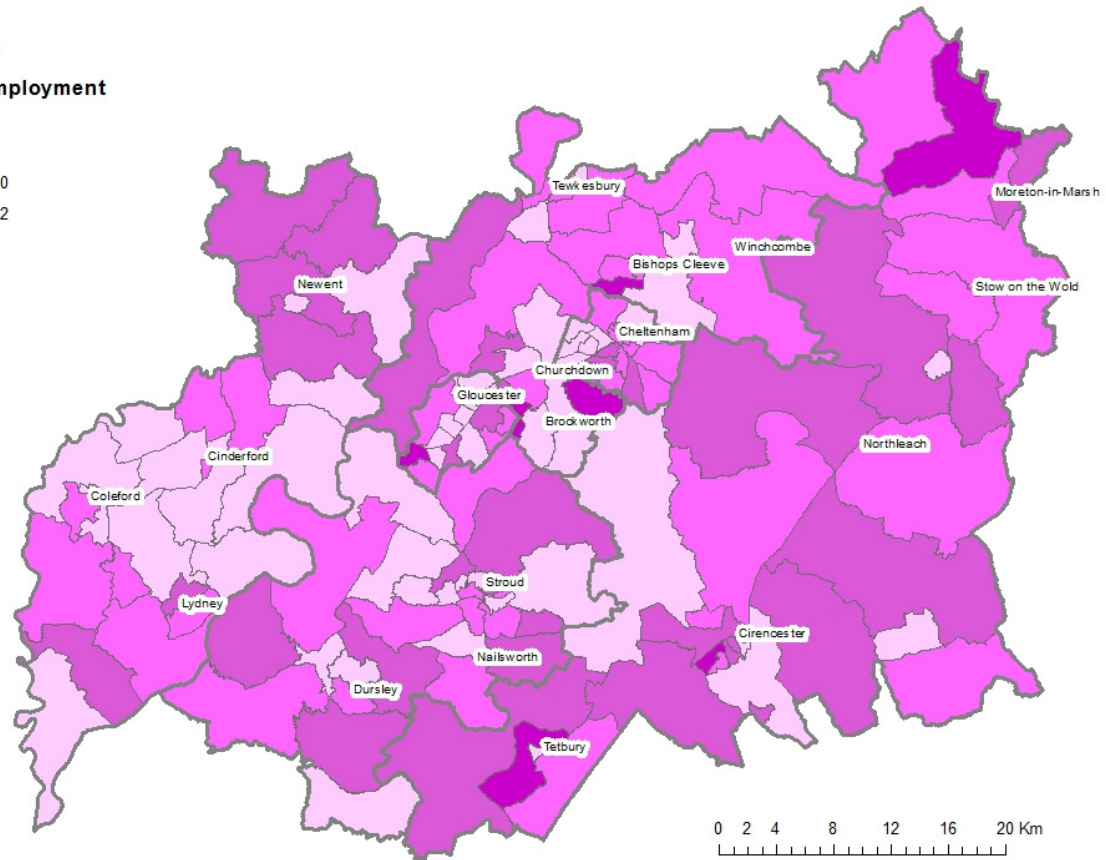 mployment
0
2
Tewkesbury
Moreton-in-Marsh
Winchcombe
Bishops Cleeve
Newent
Stow on the Wold
Cheltenham
Churchdown
Gloucester
Brockworth
Northleach
Cinderford
Coleford
Stroud
Lydney
Cirencester
Nailsworth
Dursley
Tetbury
0 2 4 8 12 16 20 Km